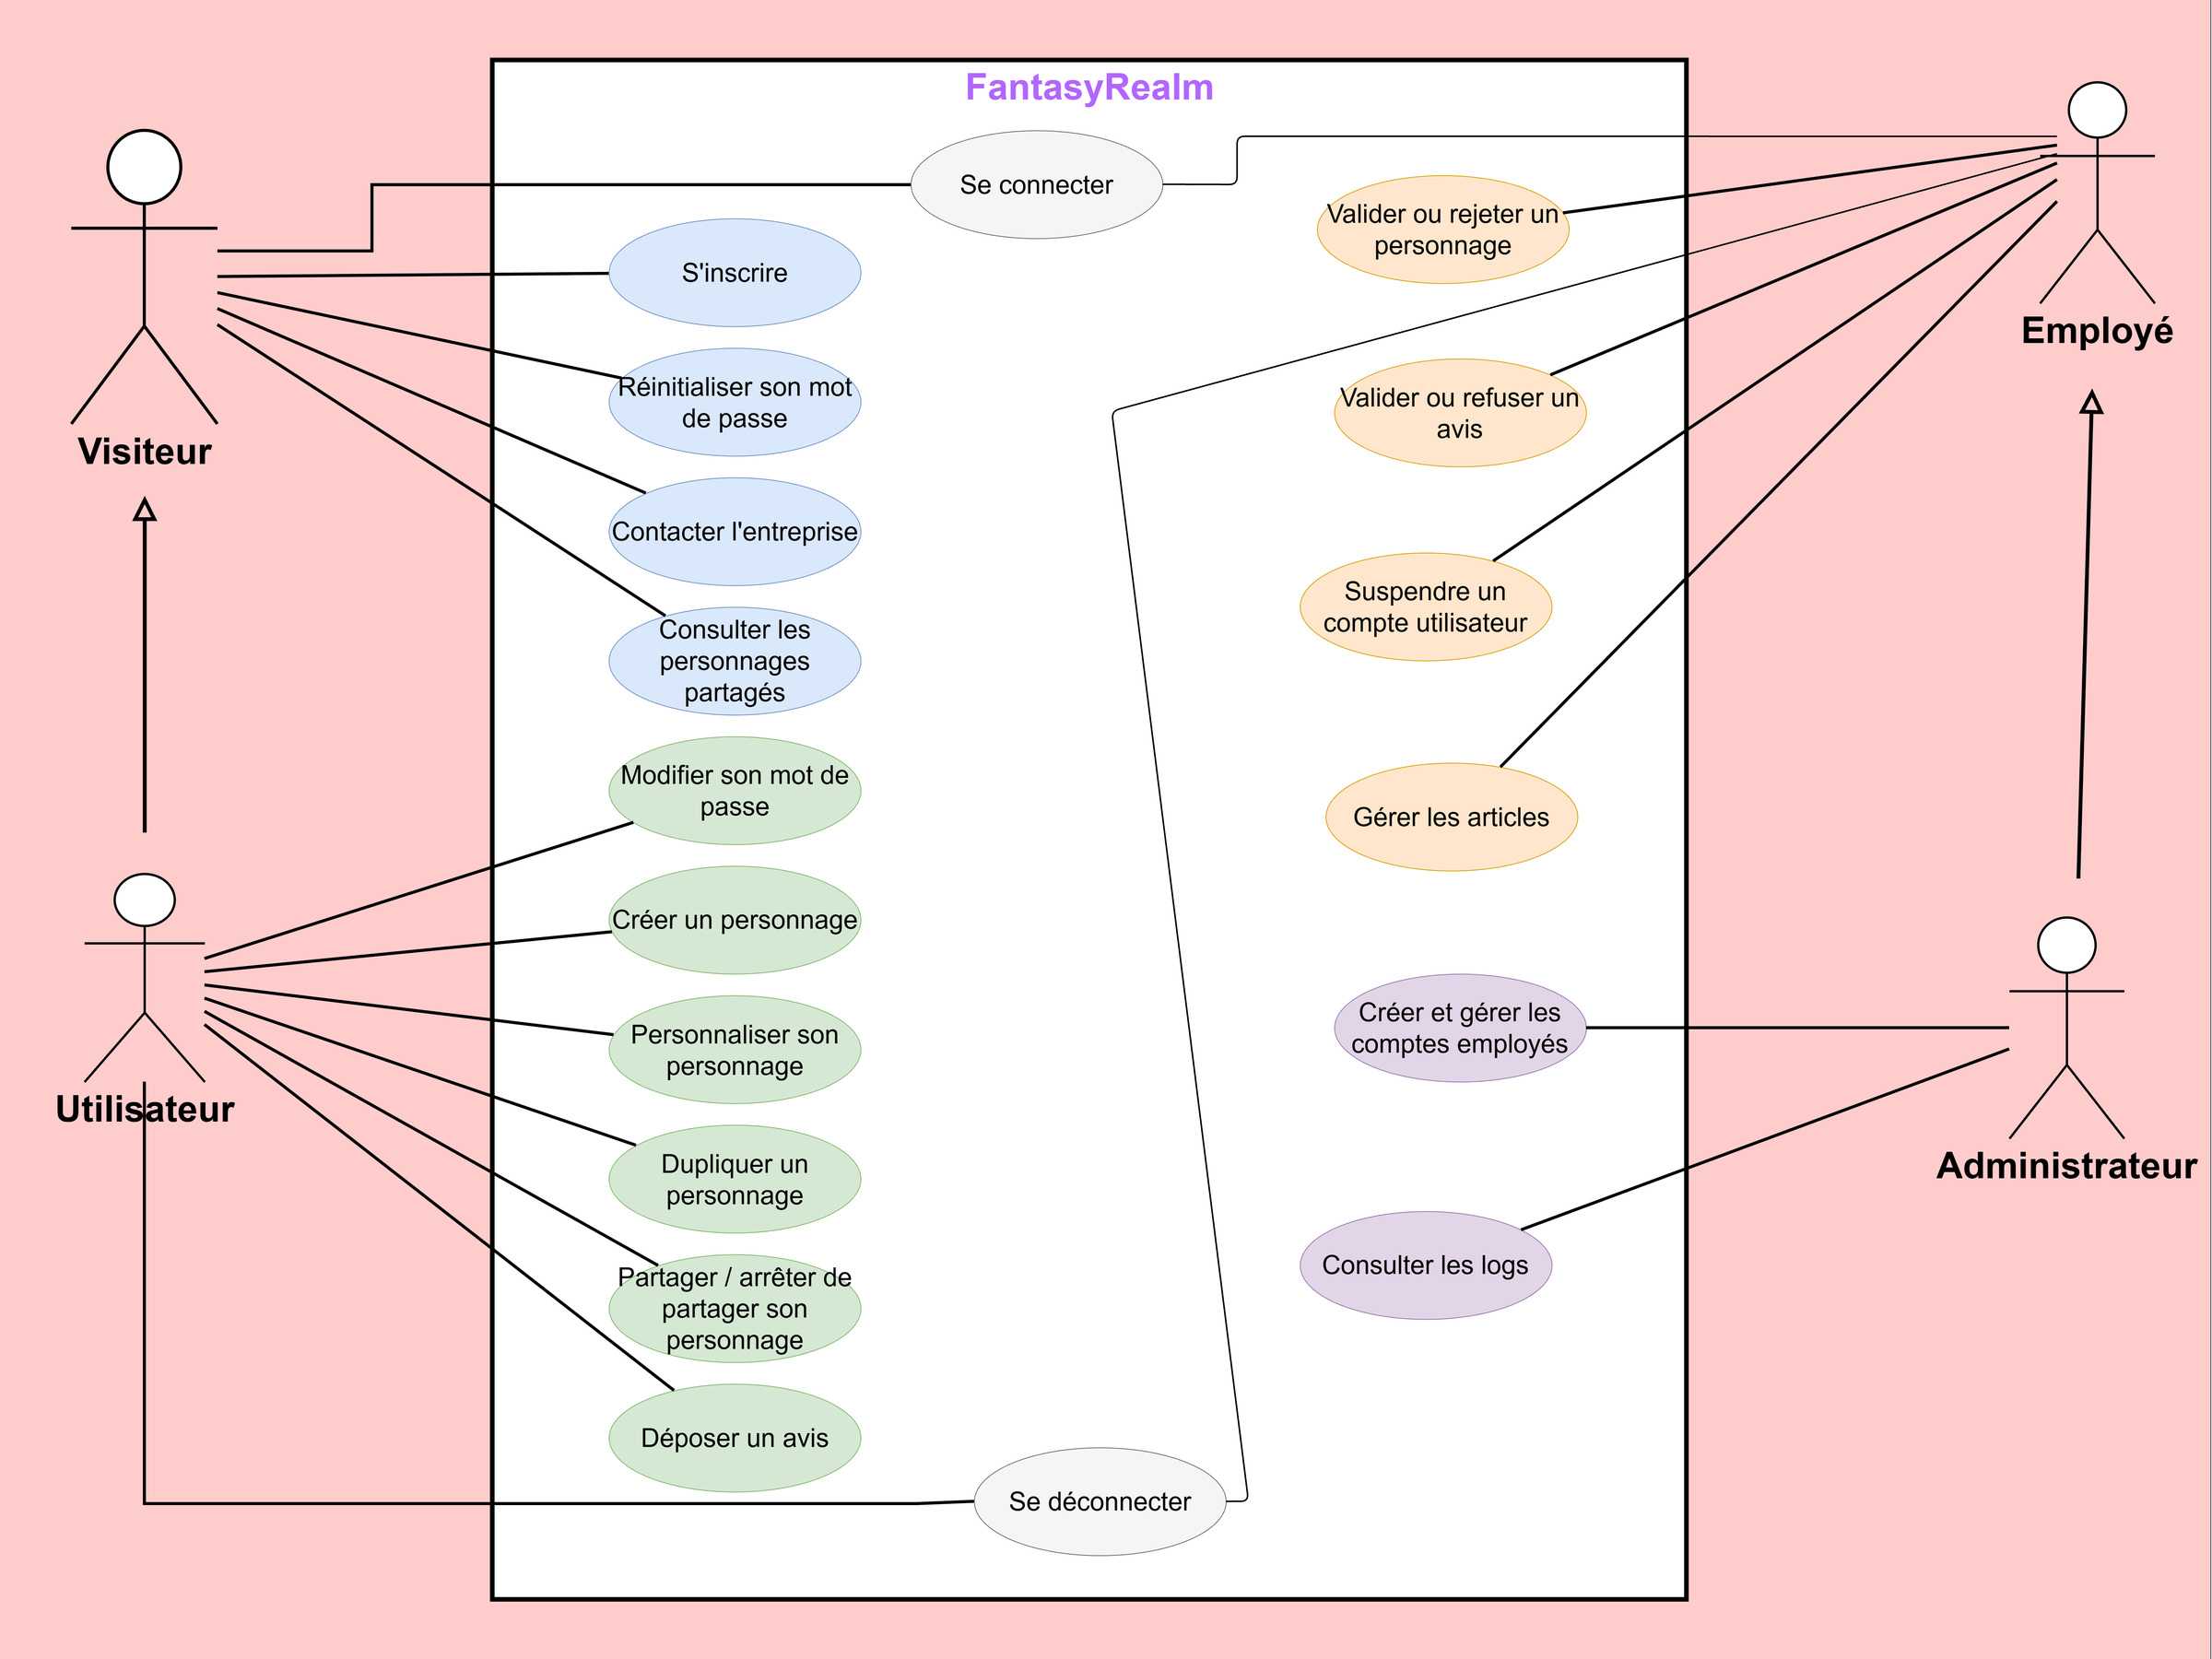 FantasyRealm
Se connecter
Visiteur
S'inscrire
Réinitialiser son mot
de passe
Contacter l'entreprise
Consulter les
personnages
partagés
Utilisateur
Modifier son mot de
passe
Créer un personnage
Personnaliser son
personnage
Dupliquer un
personnage
Partager / arrêter de
partager son
personnage
Déposer un avis
Se déconnecter
Employé
Valider ou rejeter un
personnage
Valider ou refuser un
avis
Suspendre un
compte utilisateur
Gérer les articles
Administrateur
Créer et gérer les
comptes employés
Consulter les logs